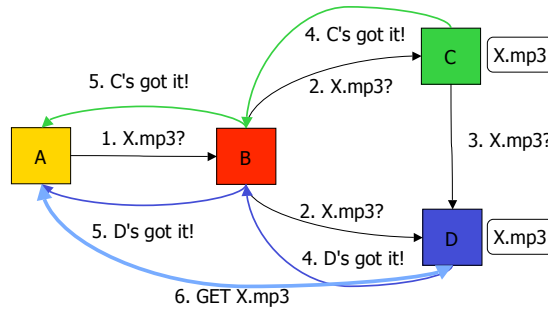 4. C's got it!
C
X.mp3
5. C's got it!
2. X.mp3?
1. X.mp3?
3. X.mp3?
A
B
2. X.mp3?
5. D's got it!
D
X.mp3
4. D's got it!
6. GET X.mp3